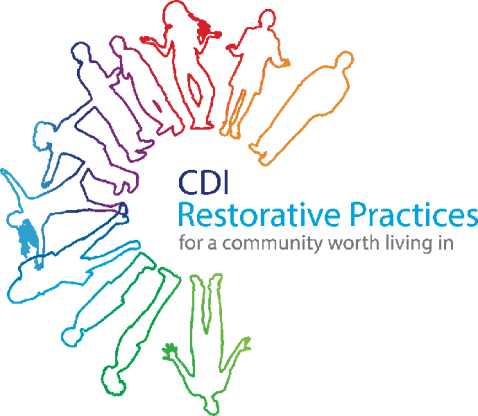 CDI
Restorative Practices
for a community worth living in